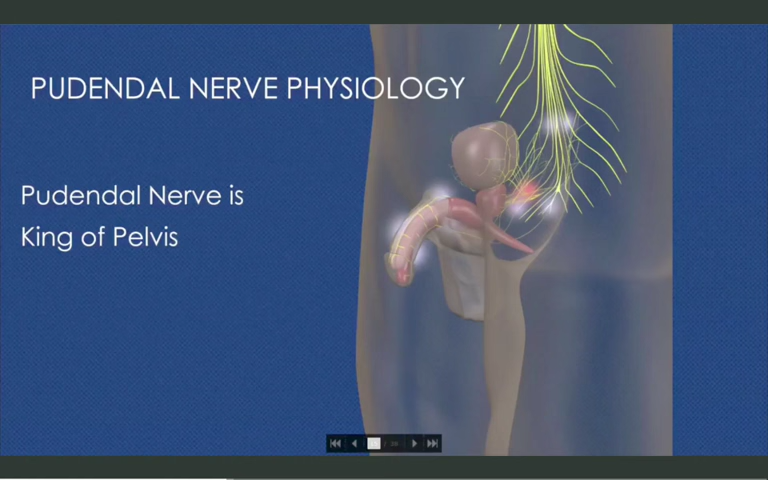 PUDENDAL NERVE PHYSIOLOGY
Pudendal Nerve is
King of Pelvis